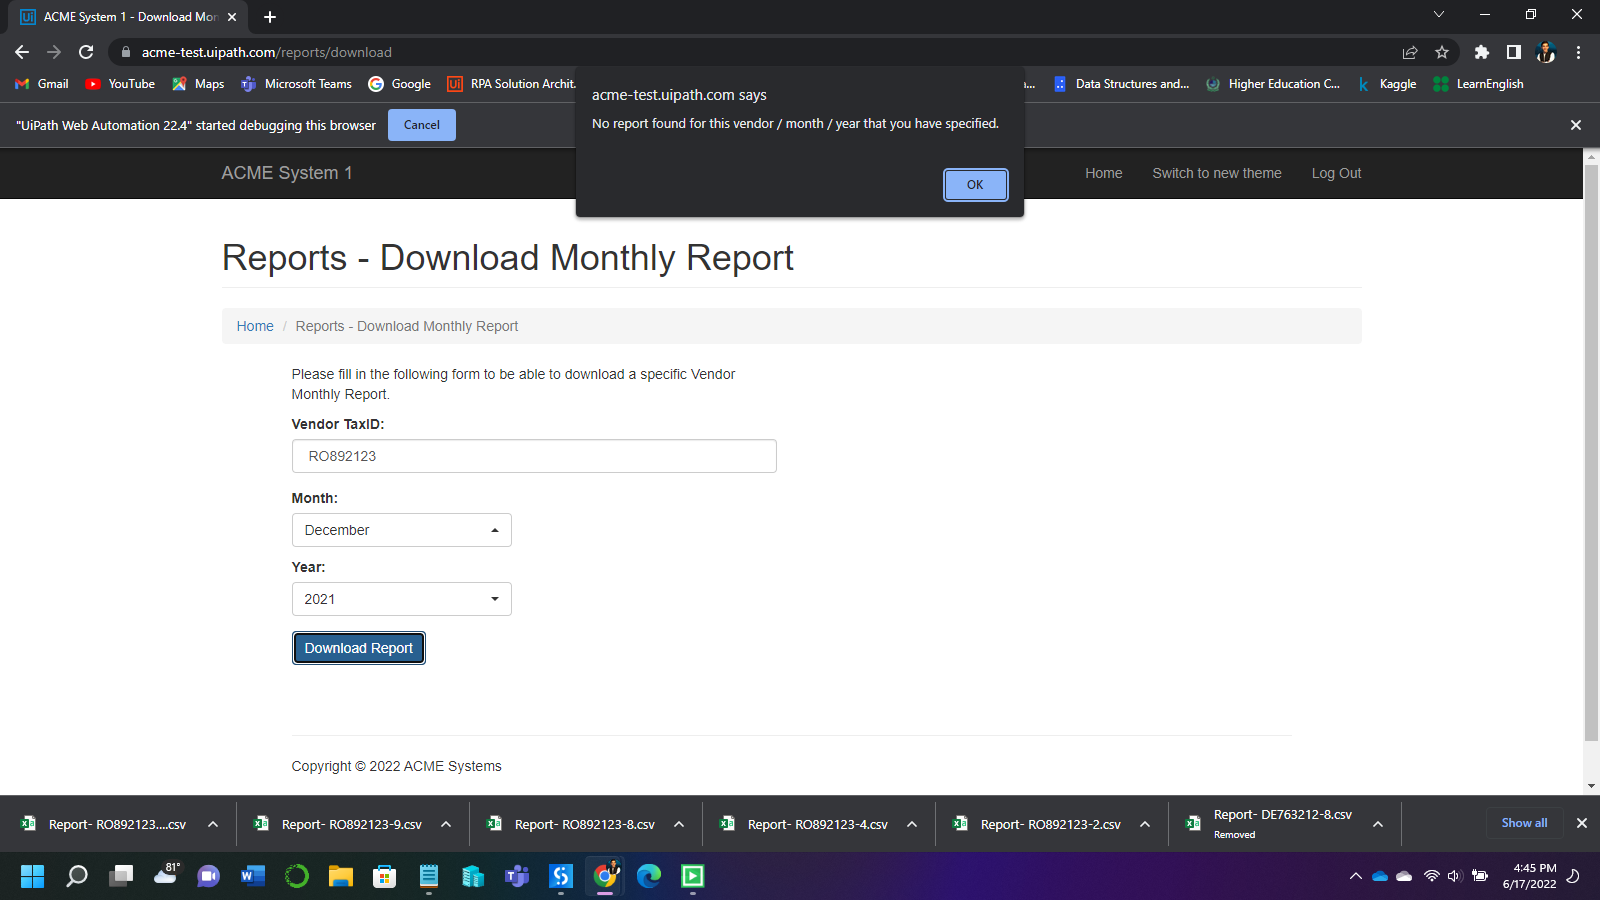 ACME System 1 - Download Mon
acme-test.uipath.com/reports/download
Gmail
YouTube
Maps
Microsoft Teams
Google
RPA Solution Archit.
...
Data Structures and...
Higher Education C...
Kaggle
LearnEnglish
acme-test.uipath.com says
No report found for this vendor / month / year that you have specified.
OK
"UiPath Web Automation 22.4" started debugging this browser
Cancel
ACME System 1
Home
Switch to new theme
Log Out
Reports - Download Monthly Report
Home / Reports - Download Monthly Report
Please fill in the following form to be able to download a specific Vendor
Monthly Report.
Vendor TaxID:
RO892123
Month:
December
Year:
2021
Download Report
Copyright © 2022 ACME Systems
Report- RO892123....csv
Report- RO892123-9.csv
Report- RO892123-8.csv
Report- RO892123-4.csv
Report- RO892123-2.csv
Report- DE763212-8.csv
Removed
Show all
81°
4:45 PM
6/17/2022